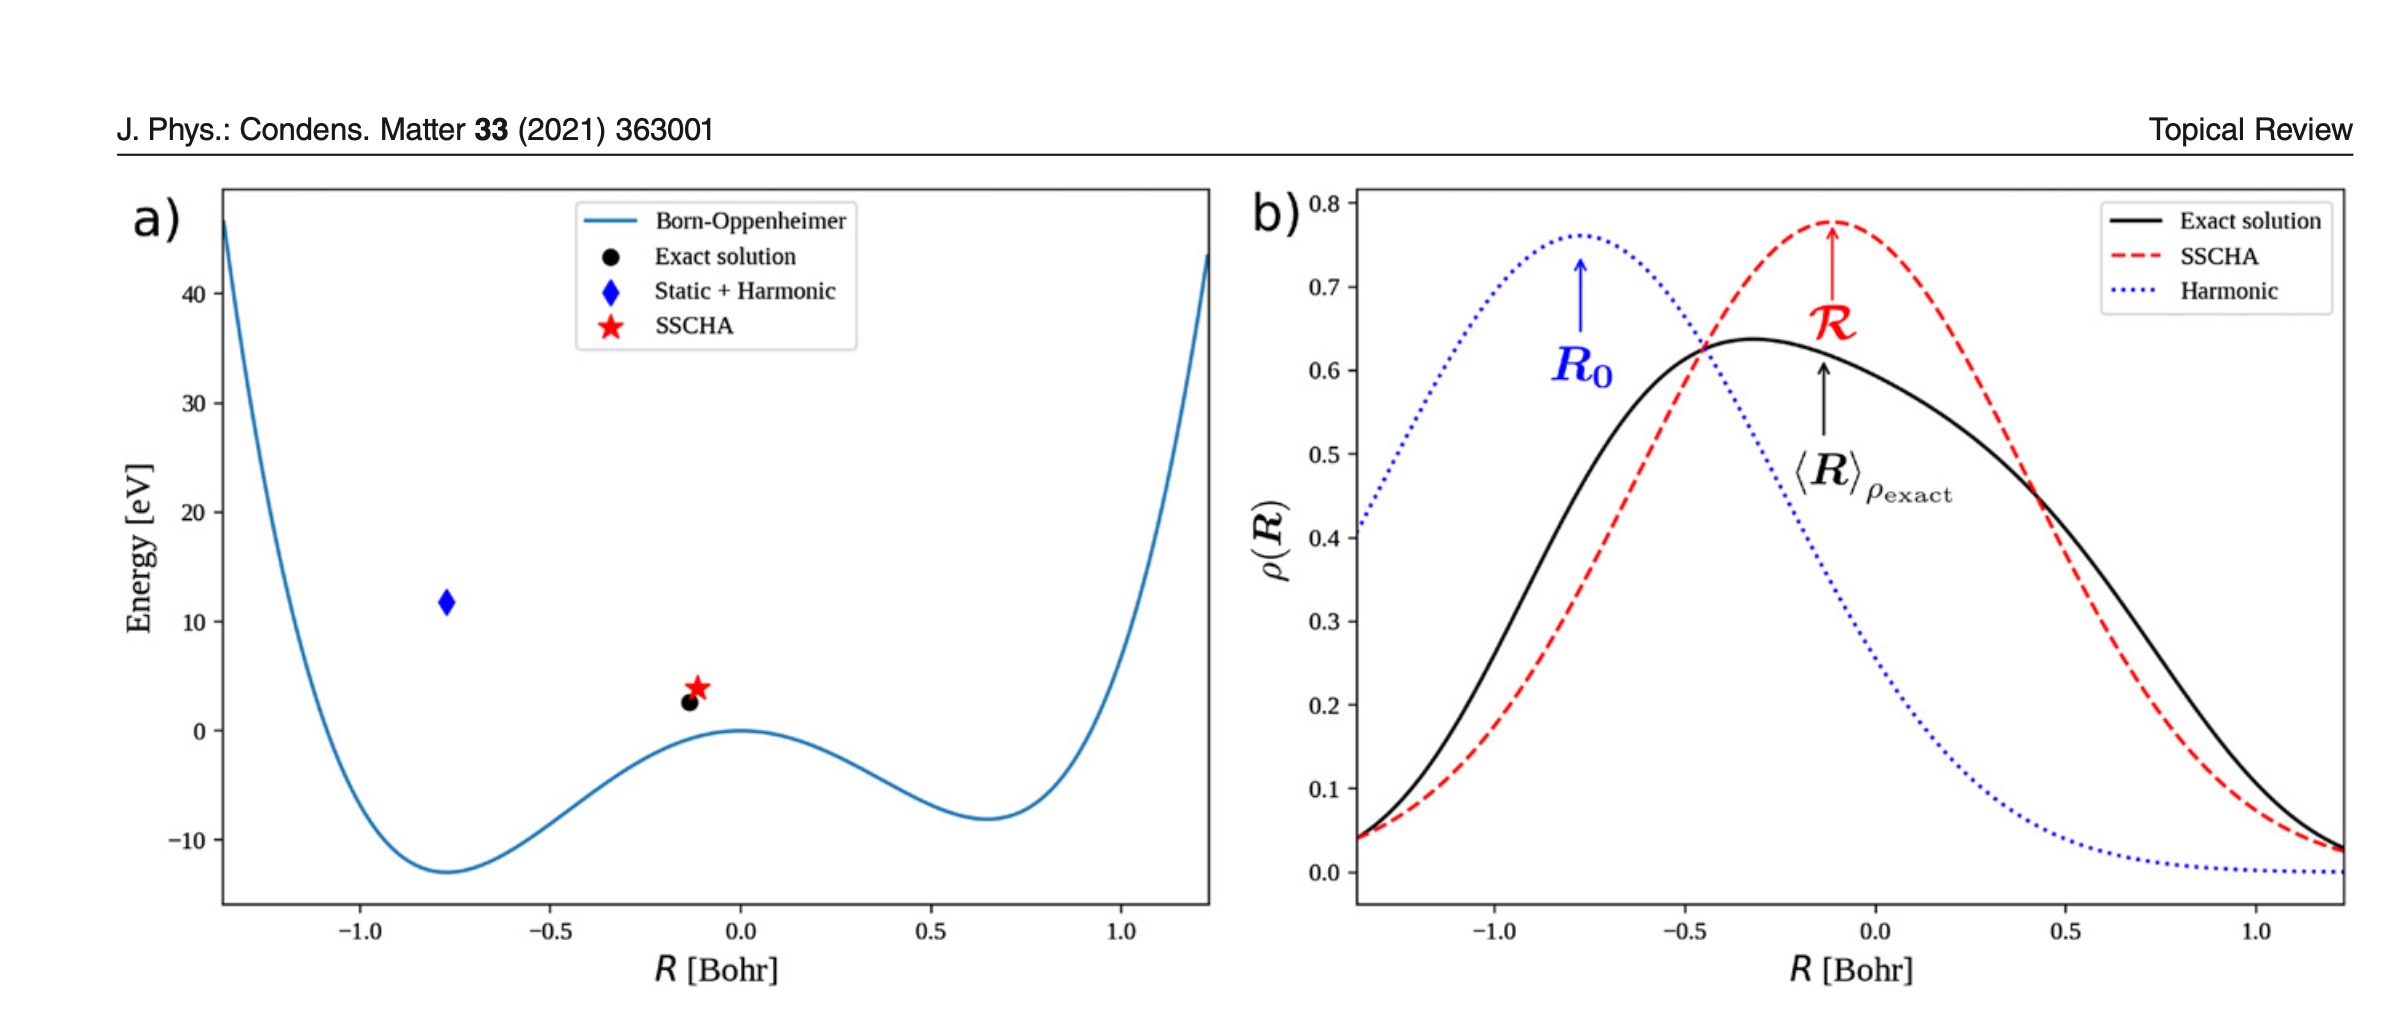 J. Phys.: Condens. Matter 33 (2021) 363001
Topical Review
a)
Born-Oppenheimer
Exact solution
Static + Harmonic
SSCHA
40
30
20
10
0
−10
Energy [eV]
−1.0
−0.5
0.0
0.5
1.0
R [Bohr]
b)
Exact solution
SSCHA
Harmonic
0.8
0.7
0.6
0.5
0.4
0.3
0.2
0.1
0.0
ρ(R)
R₀
ℛ
⟨R⟩ρexact
−1.0
−0.5
0.0
0.5
1.0
R [Bohr]